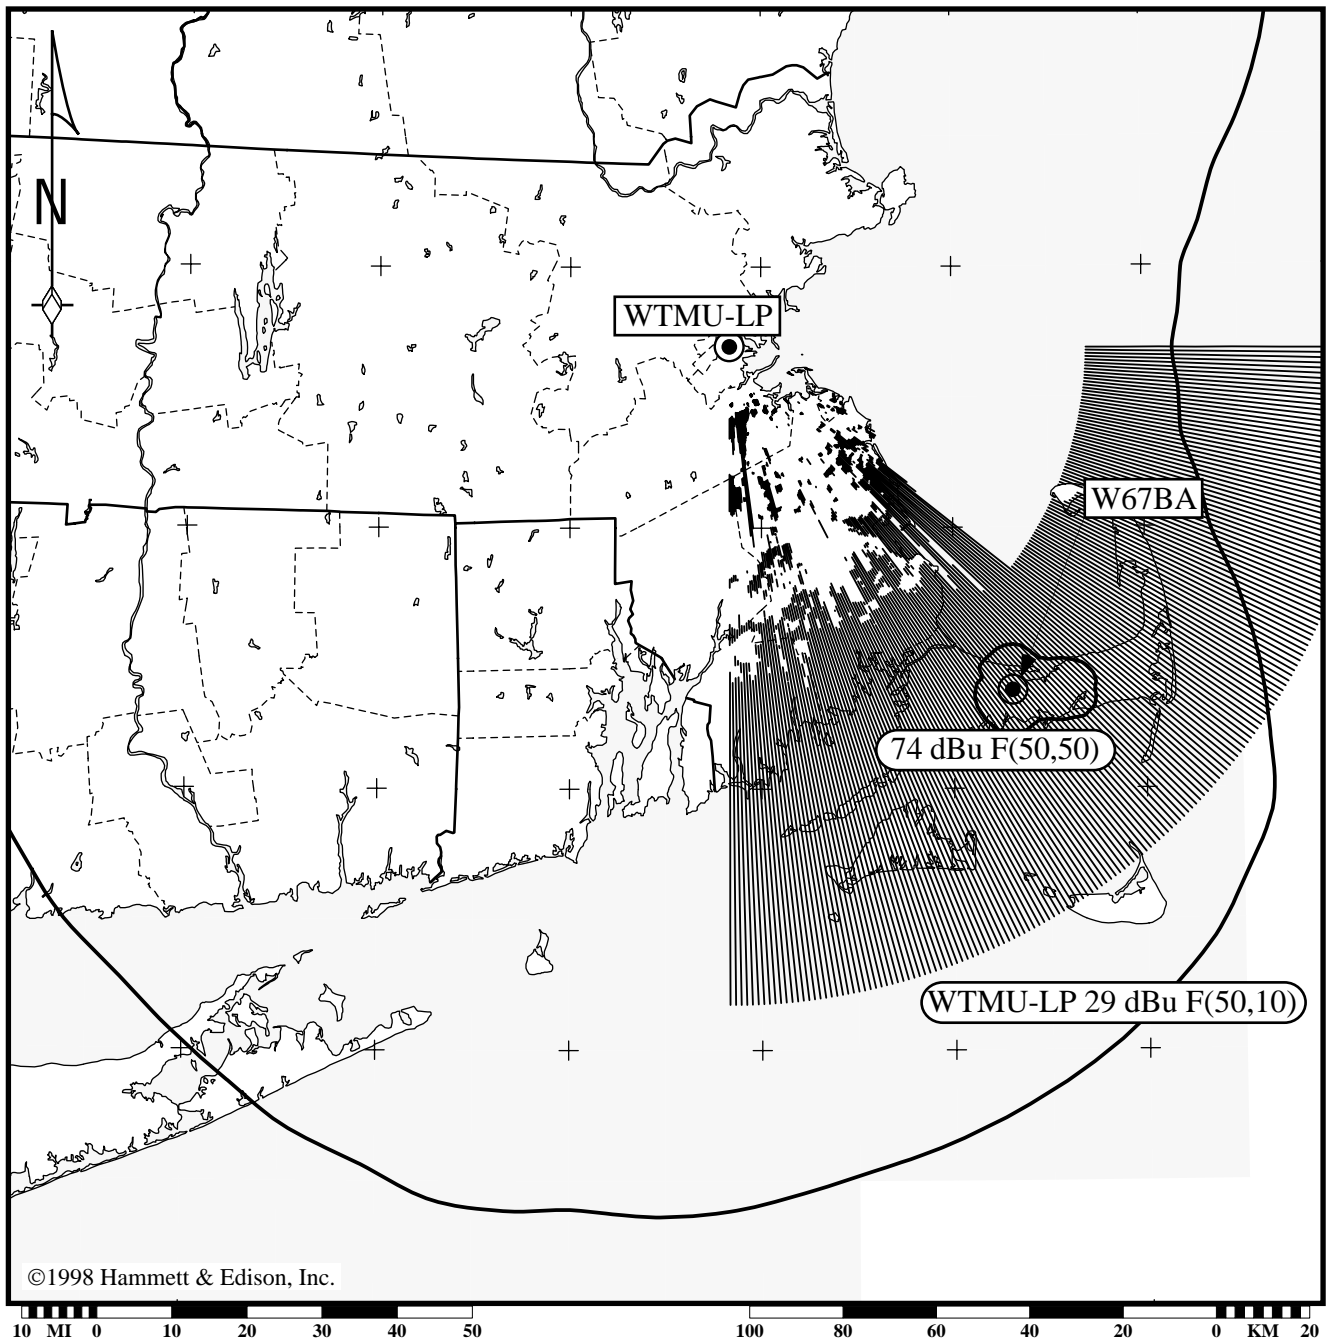 N
WTMU-LP
W67BA
74 dBu F(50,50)
WTMU-LP 29 dBu F(50,10)
©1998 Hammett & Edison, Inc.
10 MI 0 10 20 30 40 50 100 80 60 40 20 0 KM 20